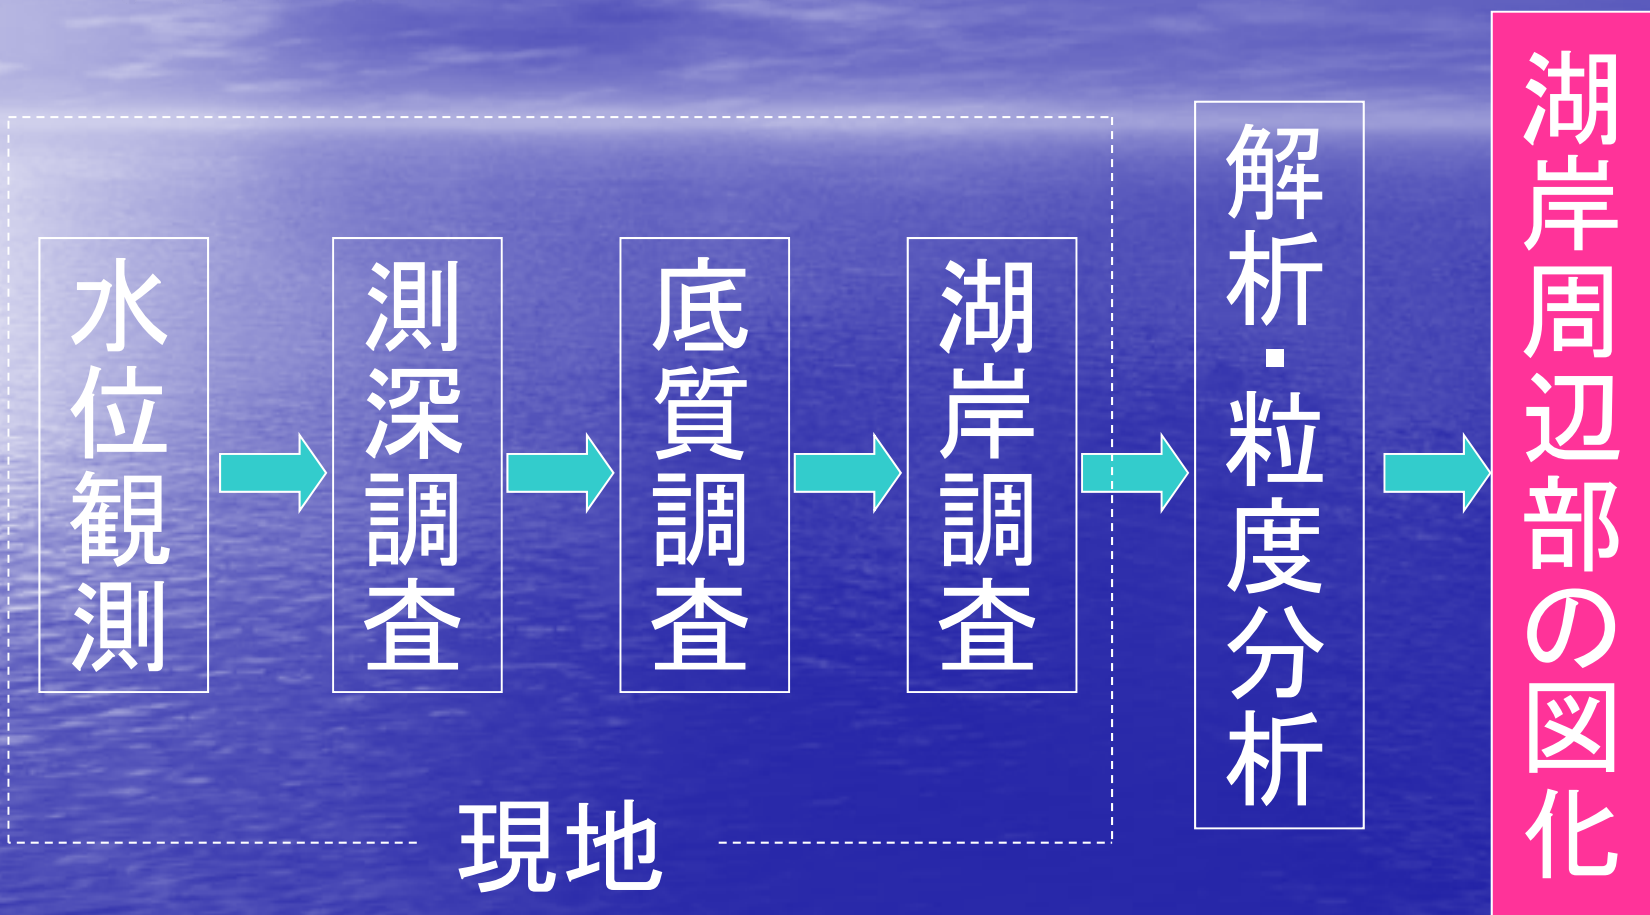 水位観測
測深調査
底質調査
湖岸調査
解析・粒度分析
湖岸周辺部の図化
現地